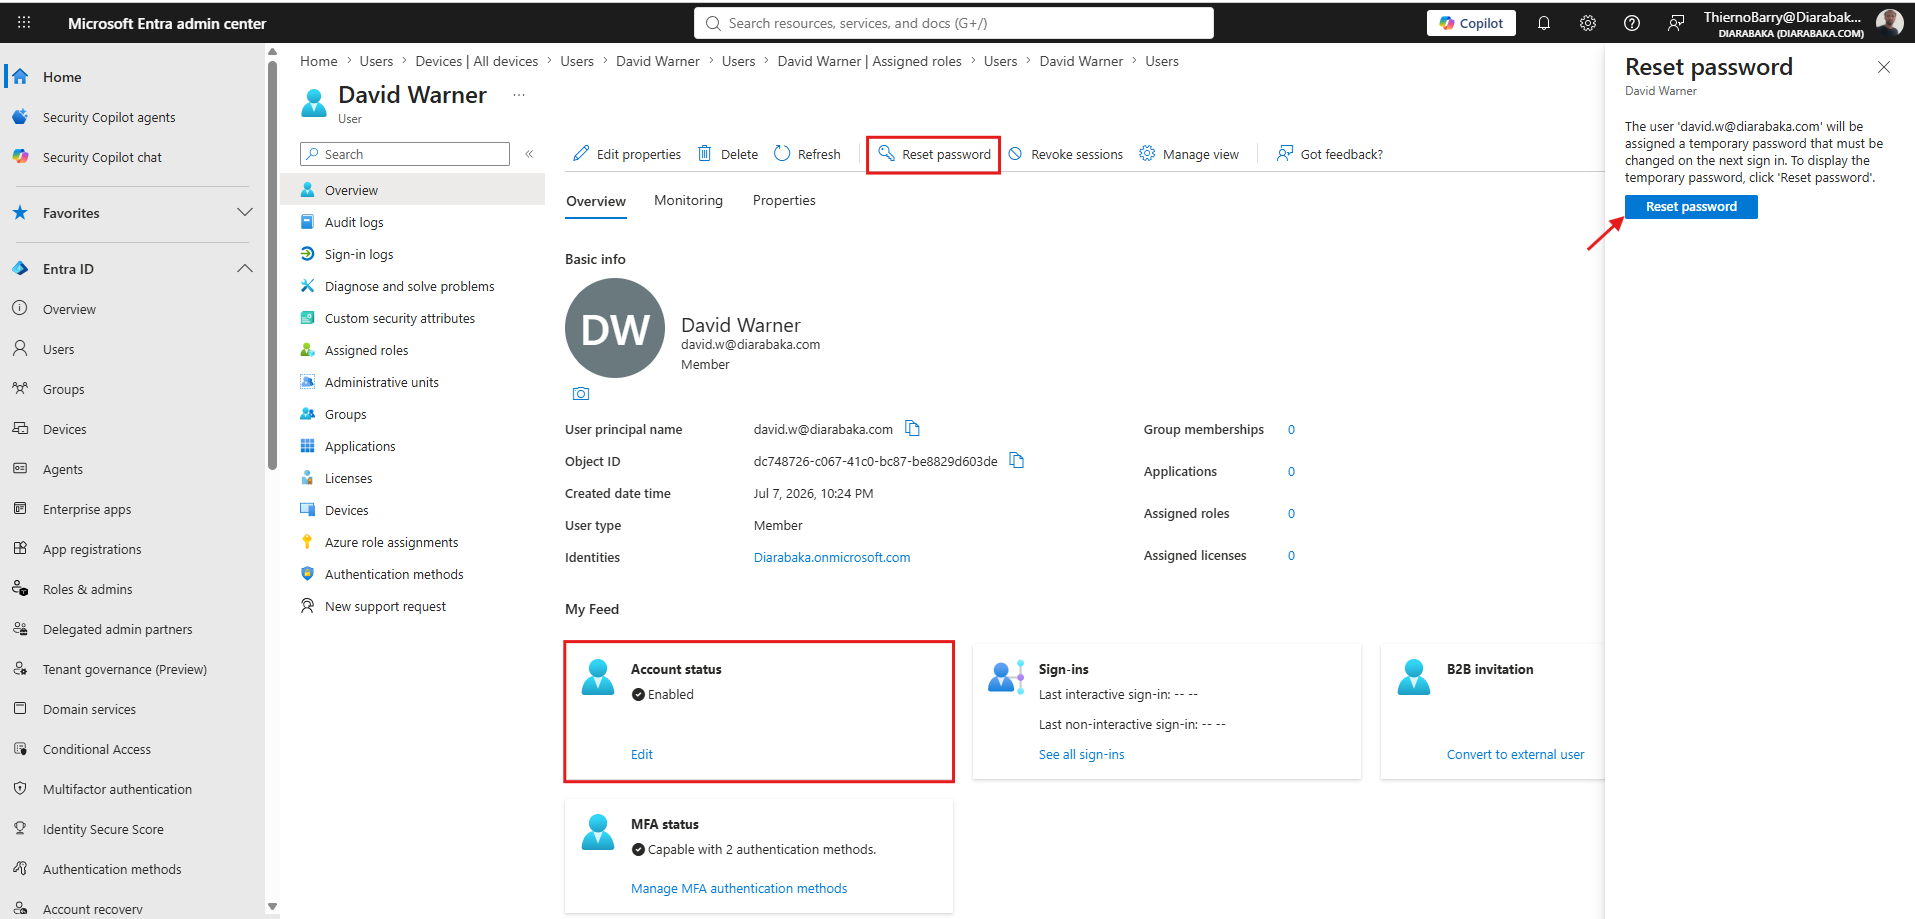 Microsoft Entra admin center
Search resources, services, and docs (G+/)
Copilot
ThiernoBarry@Diarabak...
DIARABAKA (DIARABAKA.COM)
Home
Security Copilot agents
Security Copilot chat
Favorites
Entra ID
Overview
Users
Groups
Devices
Agents
Enterprise apps
App registrations
Roles & admins
Delegated admin partners
Tenant governance (Preview)
Domain services
Conditional Access
Multifactor authentication
Identity Secure Score
Authentication methods
Account recovery
Home > Users > Devices | All devices > Users > David Warner > Users > David Warner | Assigned roles > Users > David Warner > Users
David Warner ...
User
Search
«
Overview
Audit logs
Sign-in logs
Diagnose and solve problems
Custom security attributes
Assigned roles
Administrative units
Groups
Applications
Licenses
Devices
Azure role assignments
Authentication methods
New support request
Edit properties Delete Refresh Reset password Revoke sessions Manage view Got feedback?
Overview Monitoring Properties
Basic info
DW
David Warner
david.w@diarabaka.com
Member
User principal name david.w@diarabaka.com
Object ID dc748726-c067-41c0-bc87-be8829d603de
Created date time Jul 7, 2026, 10:24 PM
User type Member
Identities Diarabaka.onmicrosoft.com
Group memberships 0
Applications 0
Assigned roles 0
Assigned licenses 0
My Feed
Account status
Enabled
Edit
Sign-ins
Last interactive sign-in: -- --
Last non-interactive sign-in: -- --
See all sign-ins
B2B invitation
Convert to external user
MFA status
Capable with 2 authentication methods.
Manage MFA authentication methods
Reset password
David Warner
The user 'david.w@diarabaka.com' will be
assigned a temporary password that must be
changed on the next sign in. To display the
temporary password, click 'Reset password'.
Reset password